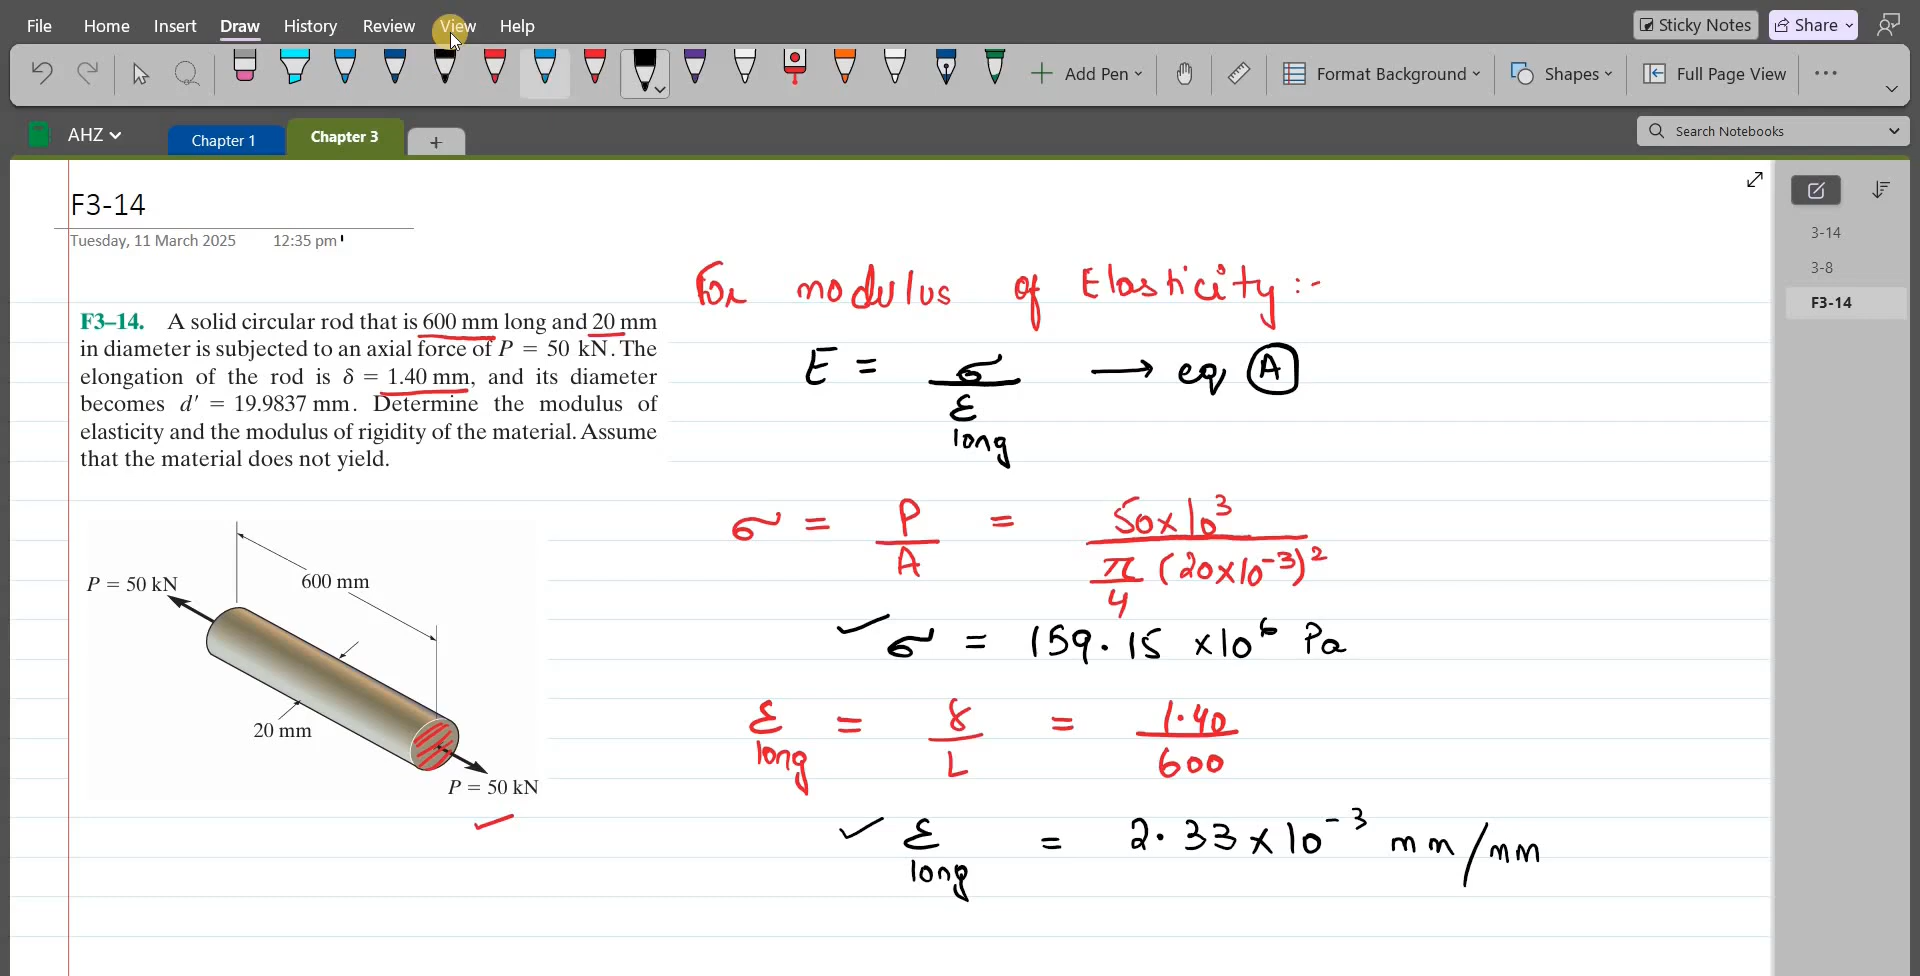 File Home Insert Draw History Review View Help
Sticky Notes Share
Add Pen Format Background Shapes Full Page View
AHZ Chapter 1 Chapter 3 +
Search Notebooks
F3-14
Tuesday, 11 March 2025 12:35 pm
3-14
3-8
F3-14
F3–14. A solid circular rod that is 600 mm long and 20 mm
in diameter is subjected to an axial force of P = 50 kN. The
elongation of the rod is δ = 1.40 mm, and its diameter
becomes d′ = 19.9837 mm. Determine the modulus of
elasticity and the modulus of rigidity of the material. Assume
that the material does not yield.
P = 50 kN
600 mm
20 mm
P = 50 kN
For modulus of Elasticity :-
E = σ / ε long → eq A
σ = P / A = 50×10³ / π/4 (20×10⁻³)²
σ = 159.15 ×10⁶ Pa
ε long = δ / L = 1.40 / 600
ε long = 2.33×10⁻³ mm/mm